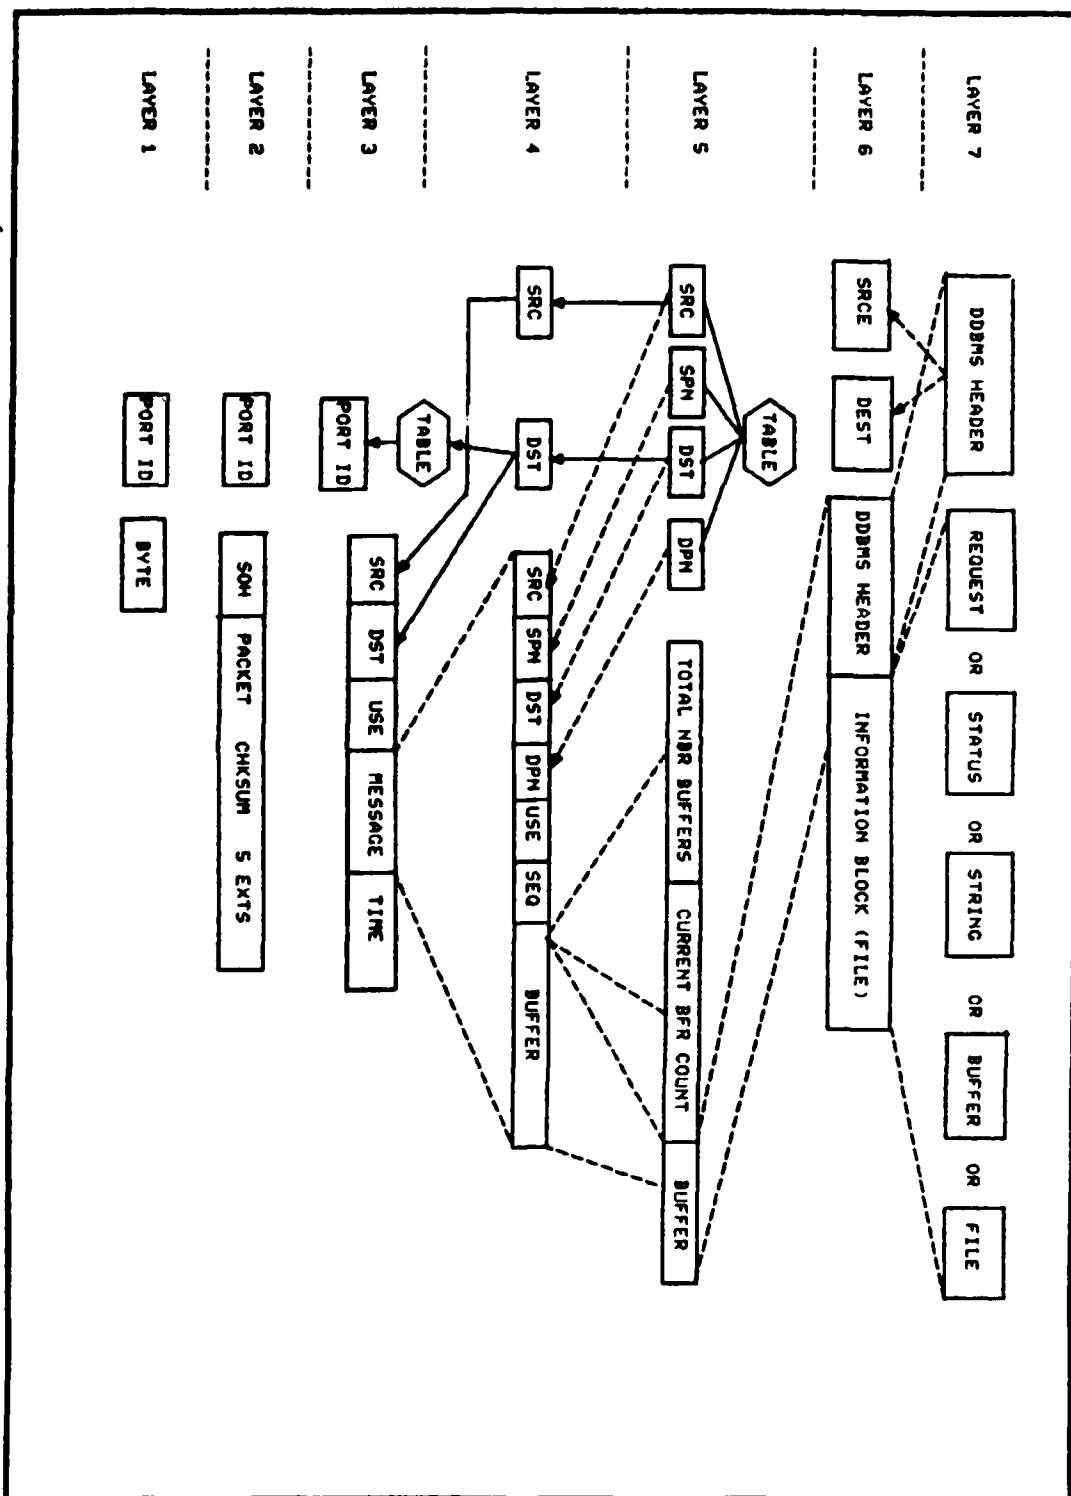 LAYER 7
DDBMS HEADER
REQUEST
OR
STATUS
OR
STRING
OR
BUFFER
OR
FILE
LAYER 6
SRCE
DEST
DDBMS HEADER
INFORMATION BLOCK (FILE)
TABLE
LAYER 5
SRC
SPN
DST
DPN
TOTAL NBR BUFFERS
CURRENT BFR COUNT
BUFFER
LAYER 4
SRC
DST
SRC
SPN
DST
DPN
USE
SEQ
BUFFER
TABLE
LAYER 3
PORT ID
SRC
DST
USE
MESSAGE
TIME
LAYER 2
PORT ID
SOH
PACKET CHKSUM 5 EXTS
LAYER 1
PORT ID
BYTE